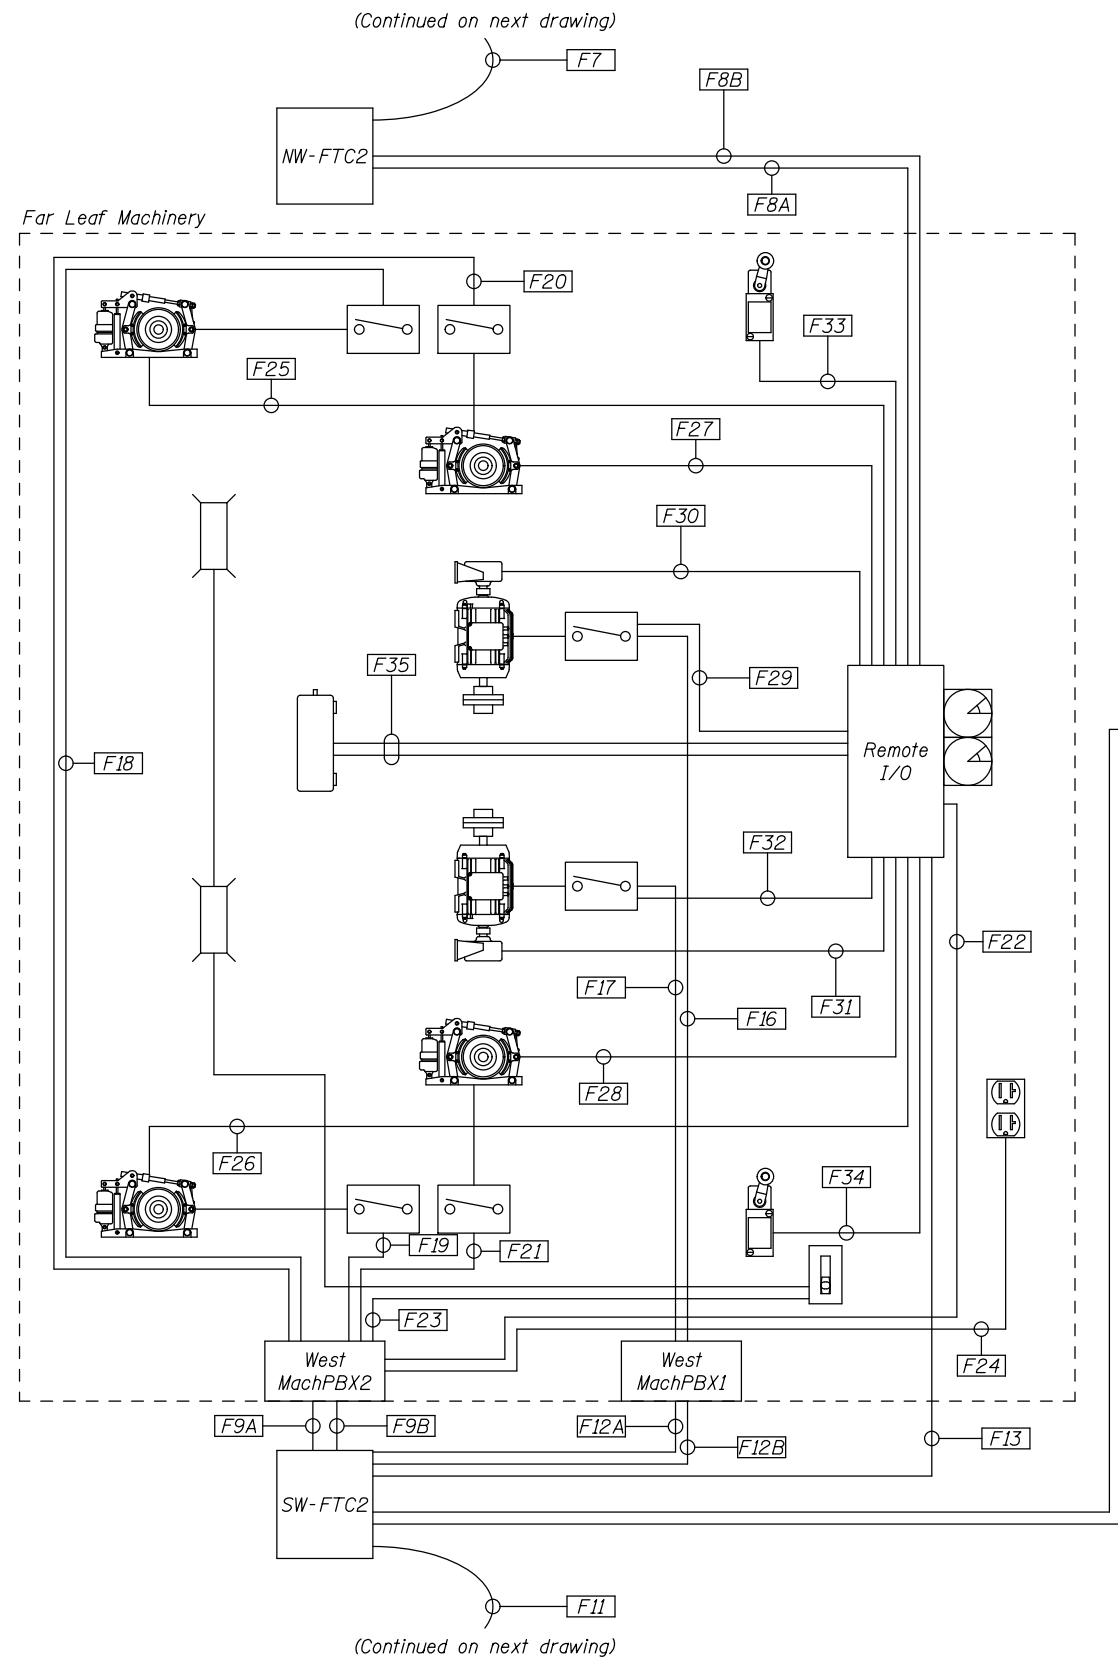 (Continued on next drawing)
F7
F8B
NW-FTC2
F8A
Far Leaf Machinery
F20
F33
F25
F27
F30
F35
F29
F18
Remote
I/O
F32
F22
F17
F16
F31
F28
F26
F34
F19
F21
F23
West
MachPBX2
West
MachPBX1
F24
F9A
F9B
F12A
F12B
F13
SW-FTC2
F11
(Continued on next drawing)